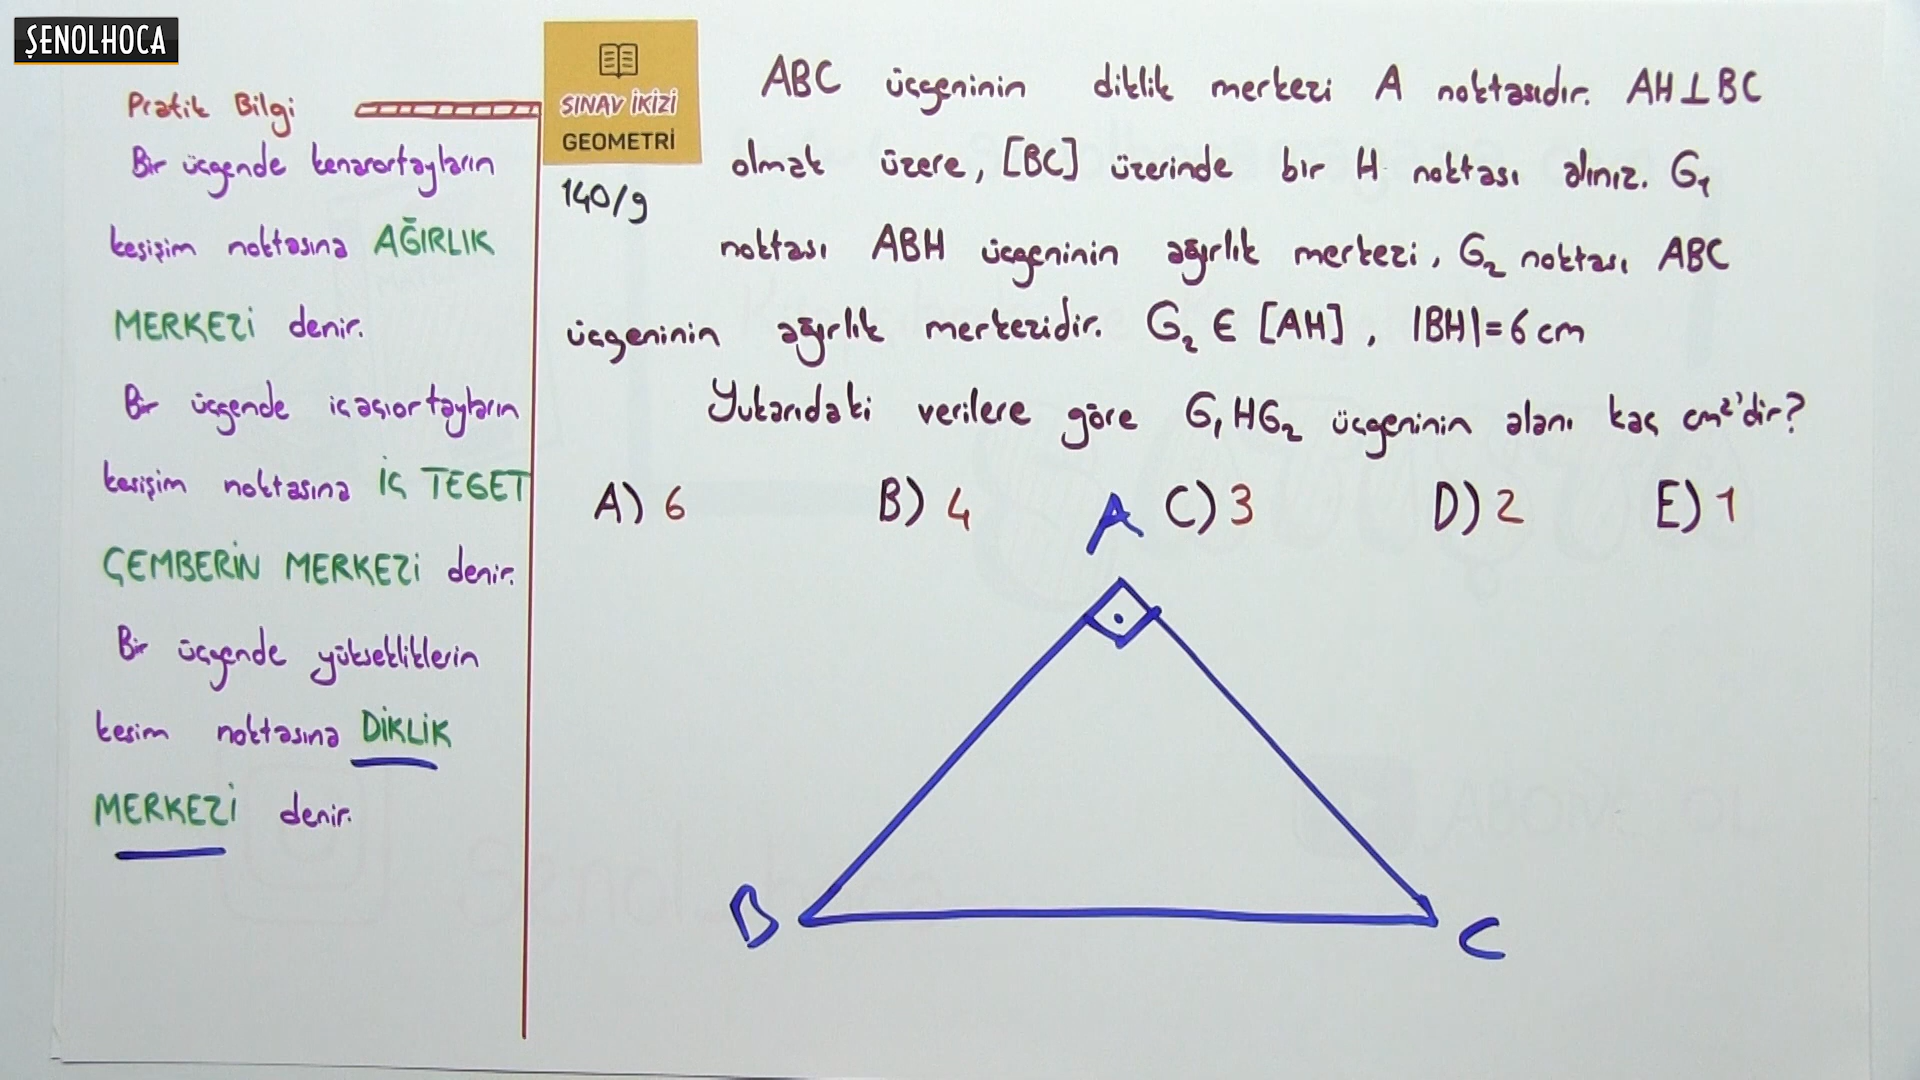 ŞENOLHOCA
Pratik Bilgi
Bir üçgende kenarortayların
kesişim noktasına AĞIRLIK
MERKEZİ denir.
Bir üçgende iç açıortayların
kesişim noktasına İÇ TEĞET
ÇEMBERİN MERKEZİ denir.
Bir üçgende yüksekliklerin
kesim noktasına DİKLİK
MERKEZİ denir.
SINAV İKİZİ
GEOMETRİ
140/9
ABC üçgeninin diklik merkezi A noktasıdır. AH⊥BC
olmak üzere, [BC] üzerinde bir H noktası alınız. G₁
noktası ABH üçgeninin ağırlık merkezi, G₂ noktası ABC
üçgeninin ağırlık merkezidir. G₂ ∈ [AH], |BH|=6 cm
Yukarıdaki verilere göre G₁HG₂ üçgeninin alanı kaç cm²'dir?
A) 6 B) 4 C) 3 D) 2 E) 1
A
B
C